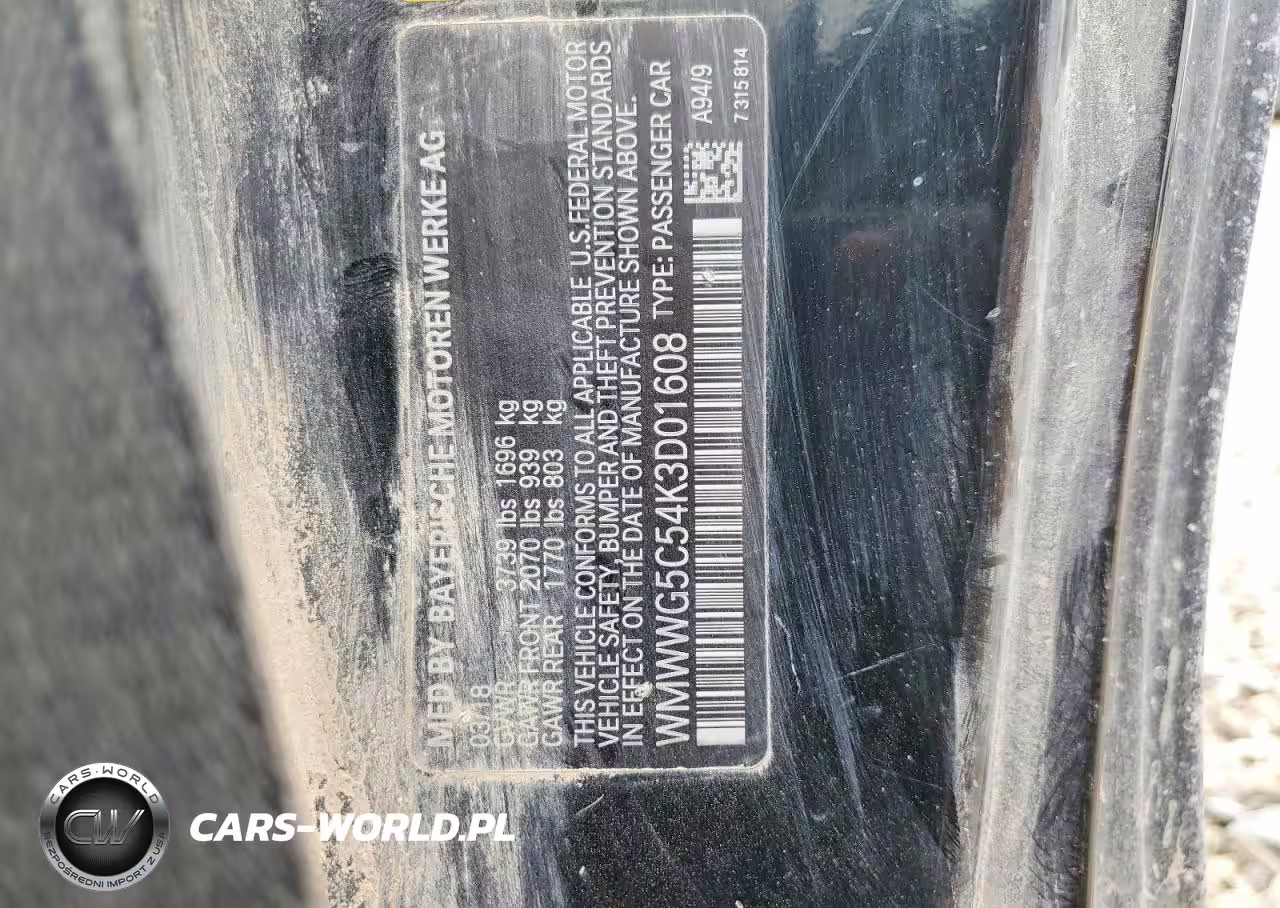 MFD BY BAYERISCHE MOTOREN WERKE AG
03/18
GVWR 3739 lbs 1696 kg
GAWR FRONT 2070 lbs 939 kg
GAWR REAR 1770 lbs 803 kg
THIS VEHICLE CONFORMS TO ALL APPLICABLE U.S.FEDERAL MOTOR
VEHICLE SAFETY, BUMPER AND THEFT PREVENTION STANDARDS
IN EFFECT ON THE DATE OF MANUFACTURE SHOWN ABOVE.
WMWWG5C54K3D01608 TYPE: PASSENGER CAR
A94/9
7 315 814
CARS-WORLD
CW
BEZPOŚREDNI IMPORT Z USA
CARS-WORLD.PL